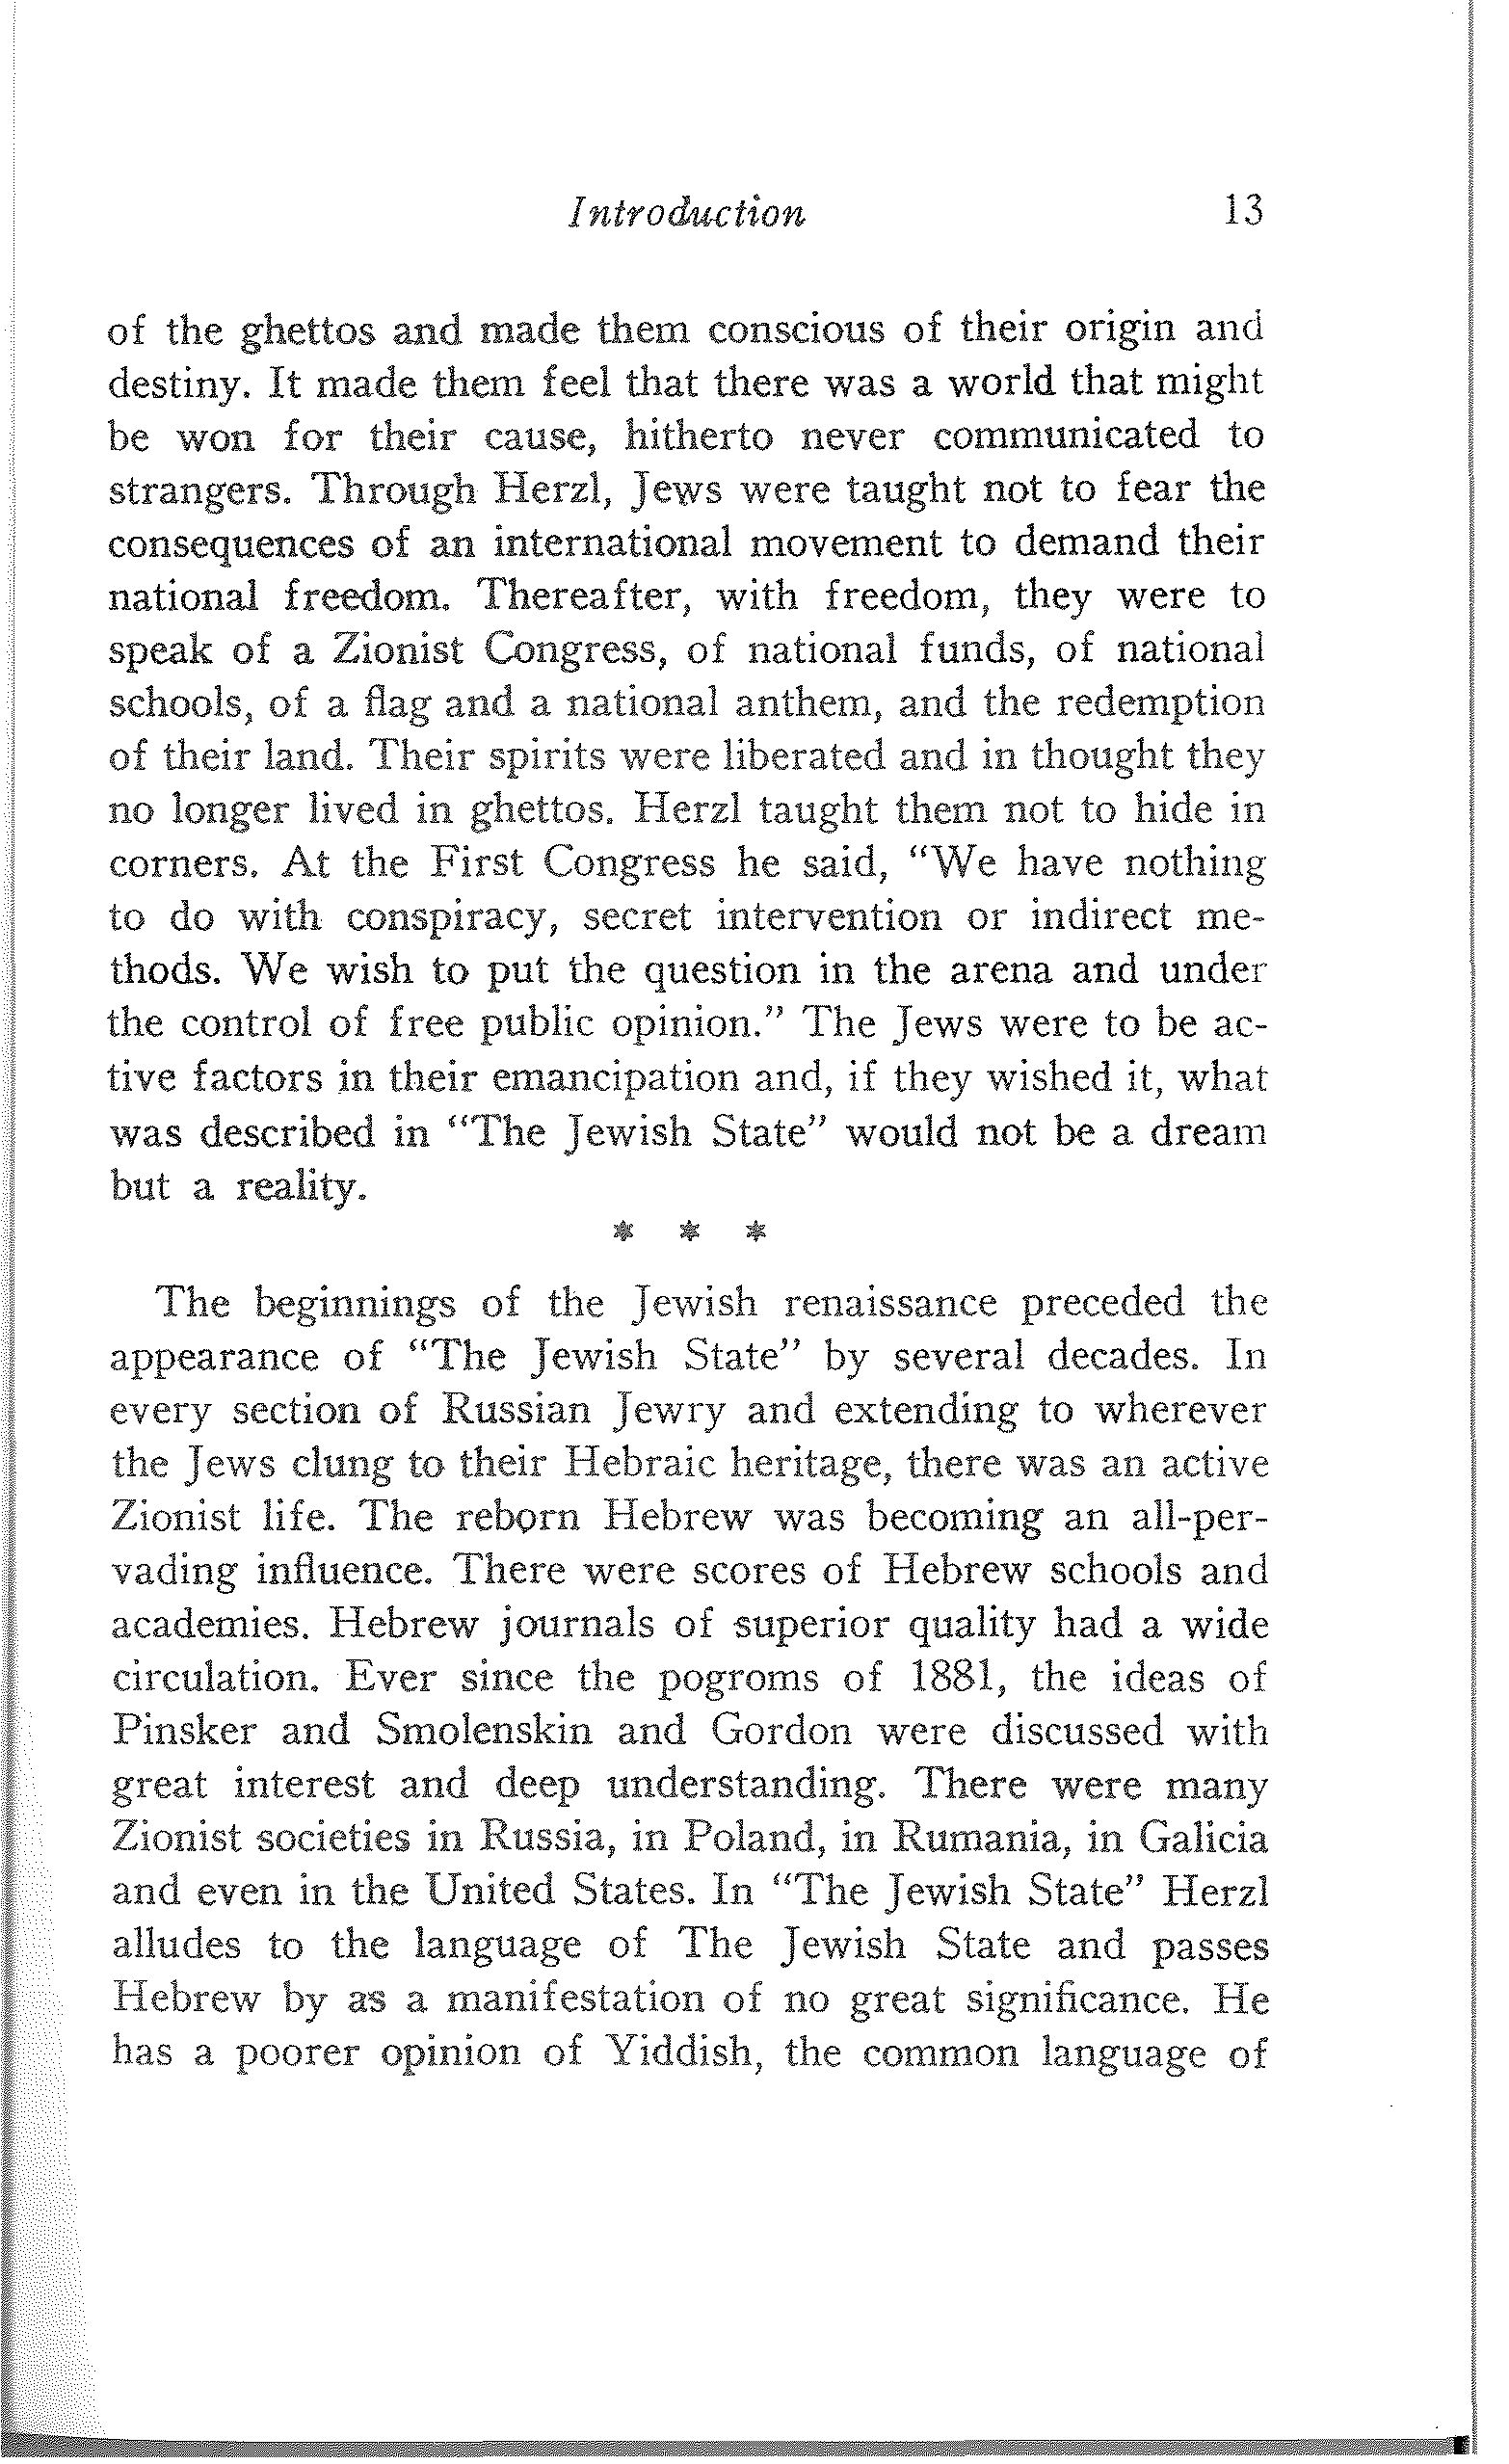 Introduction 13
of the ghettos and made them conscious of their origin and
destiny. It made them feel that there was a world that might
be won for their cause, hitherto never communicated to
strangers. Through Herzl, Jews were taught not to fear the
consequences of an international movement to demand their
national freedom. Thereafter, with freedom, they were to
speak of a Zionist Congress, of national funds, of national
schools, of a flag and a national anthem, and the redemption
of their land. Their spirits were liberated and in thought they
no longer lived in ghettos. Herzl taught them not to hide in
corners. At the First Congress he said, “We have nothing
to do with conspiracy, secret intervention or indirect me-
thods. We wish to put the question in the arena and under
the control of free public opinion.” The Jews were to be ac-
tive factors in their emancipation and, if they wished it, what
was described in “The Jewish State” would not be a dream
but a reality.
* * *
The beginnings of the Jewish renaissance preceded the
appearance of “The Jewish State” by several decades. In
every section of Russian Jewry and extending to wherever
the Jews clung to their Hebraic heritage, there was an active
Zionist life. The reborn Hebrew was becoming an all-per-
vading influence. There were scores of Hebrew schools and
academies. Hebrew journals of superior quality had a wide
circulation. Ever since the pogroms of 1881, the ideas of
Pinsker and Smolenskin and Gordon were discussed with
great interest and deep understanding. There were many
Zionist societies in Russia, in Poland, in Rumania, in Galicia
and even in the United States. In “The Jewish State” Herzl
alludes to the language of The Jewish State and passes
Hebrew by as a manifestation of no great significance. He
has a poorer opinion of Yiddish, the common language of